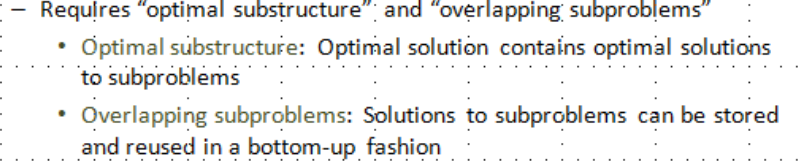 – Requires “optimal substructure” and “overlapping subproblems”
• Optimal substructure: Optimal solution contains optimal solutions
to subproblems
• Overlapping subproblems: Solutions to subproblems can be stored
and reused in a bottom-up fashion